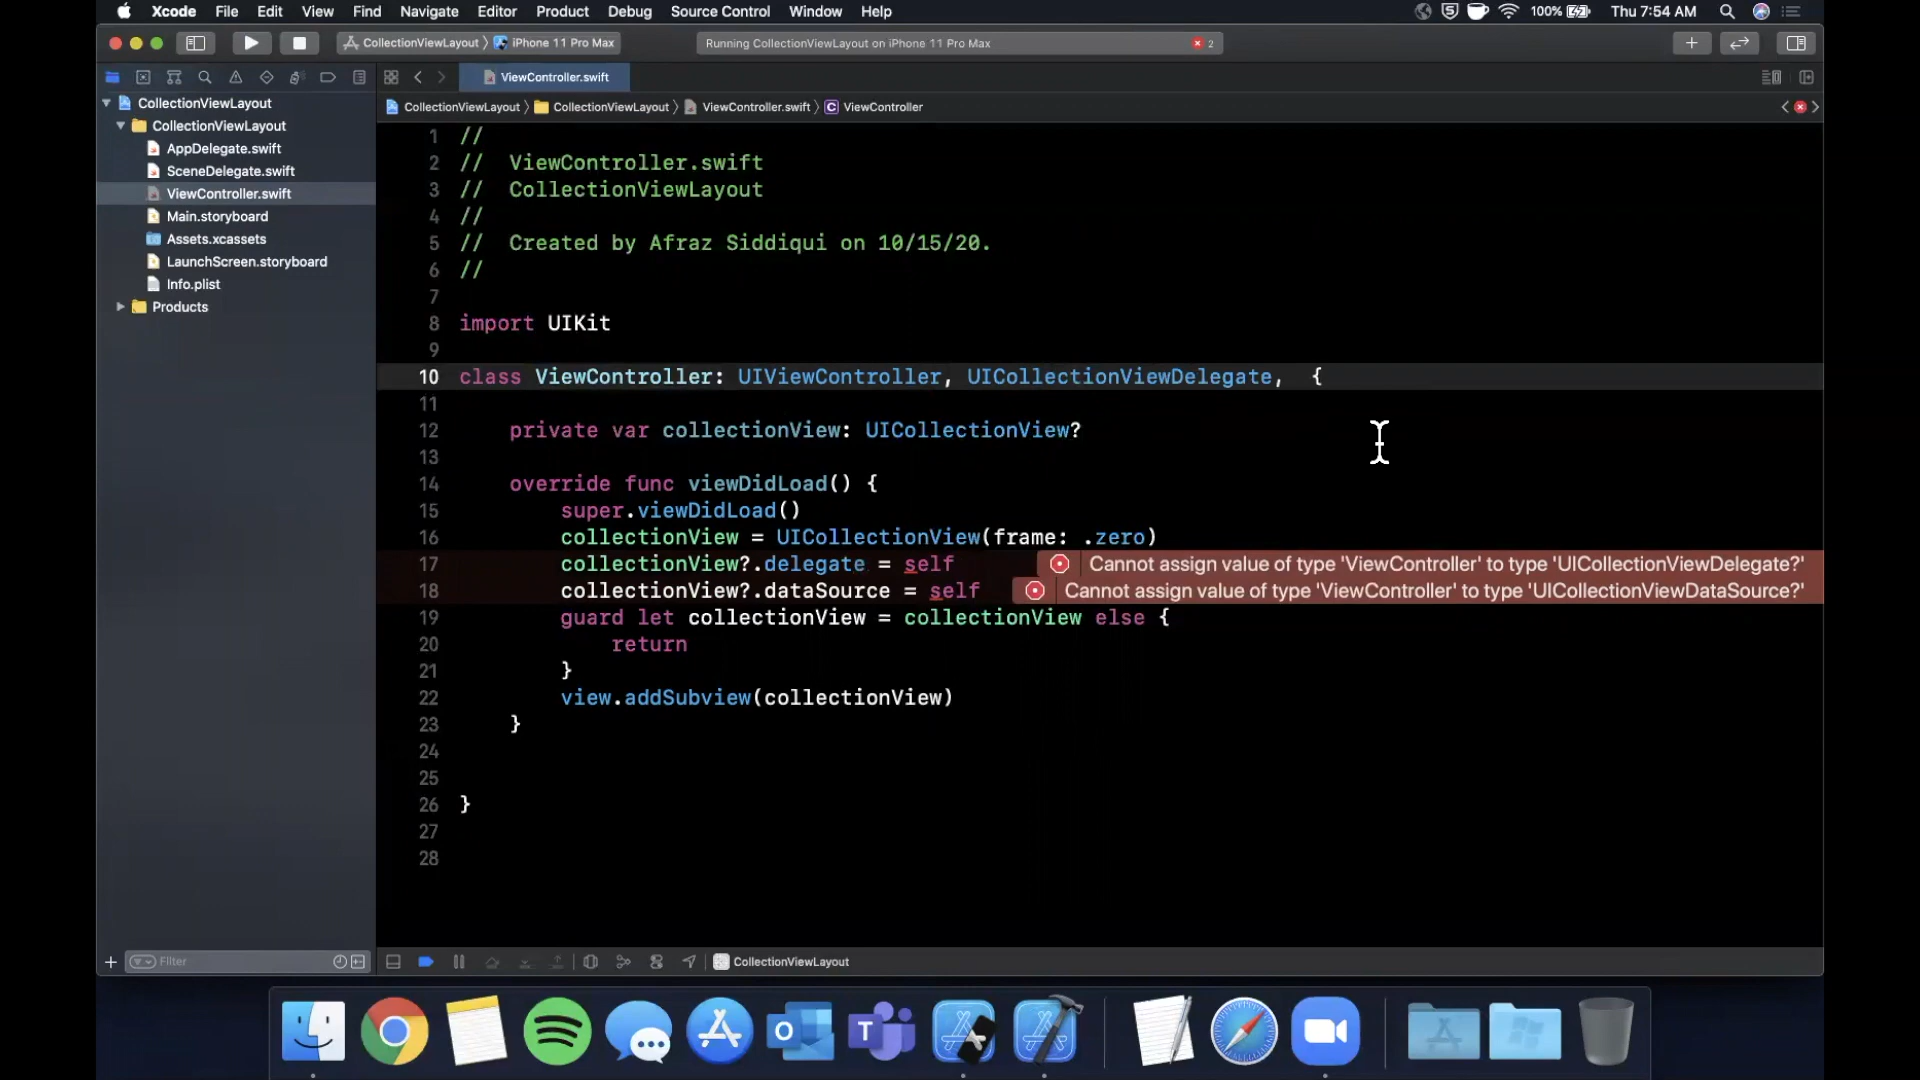 Xcode File Edit View Find Navigate Editor Product Debug Source Control Window Help 100% Thu 7:54 AM
CollectionViewLayout iPhone 11 Pro Max Running CollectionViewLayout on iPhone 11 Pro Max 2
ViewController.swift
CollectionViewLayout CollectionViewLayout ViewController.swift C ViewController
CollectionViewLayout
CollectionViewLayout
AppDelegate.swift
SceneDelegate.swift
ViewController.swift
Main.storyboard
Assets.xcassets
LaunchScreen.storyboard
Info.plist
Products
1 //
2 // ViewController.swift
3 // CollectionViewLayout
4 //
5 // Created by Afraz Siddiqui on 10/15/20.
6 //
7
8 import UIKit
9
10 class ViewController: UIViewController, UICollectionViewDelegate,  {
11
12 private var collectionView: UICollectionView?
13
14 override func viewDidLoad() {
15 super.viewDidLoad()
16 collectionView = UICollectionView(frame: .zero)
17 collectionView?.delegate = self Cannot assign value of type 'ViewController' to type 'UICollectionViewDelegate?'
18 collectionView?.dataSource = self Cannot assign value of type 'ViewController' to type 'UICollectionViewDataSource?'
19 guard let collectionView = collectionView else {
20 return
21 }
22 view.addSubview(collectionView)
23 }
24
25
26 }
27
28
Filter
CollectionViewLayout